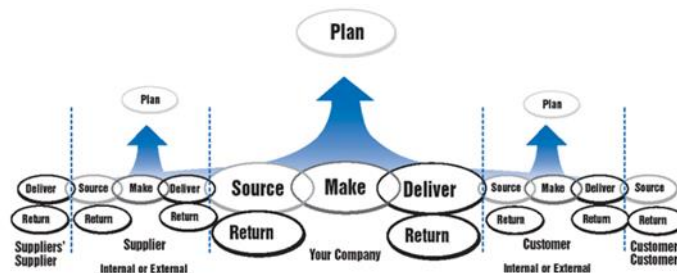 Plan
Plan
Plan
Deliver Source Make Deliver Source Make Deliver Source Make Deliver Source
Return Return Return Return Return Return Return Return
Suppliers' Supplier
Supplier
Internal or External
Your Company
Customer
Internal or External
Customer
Customer